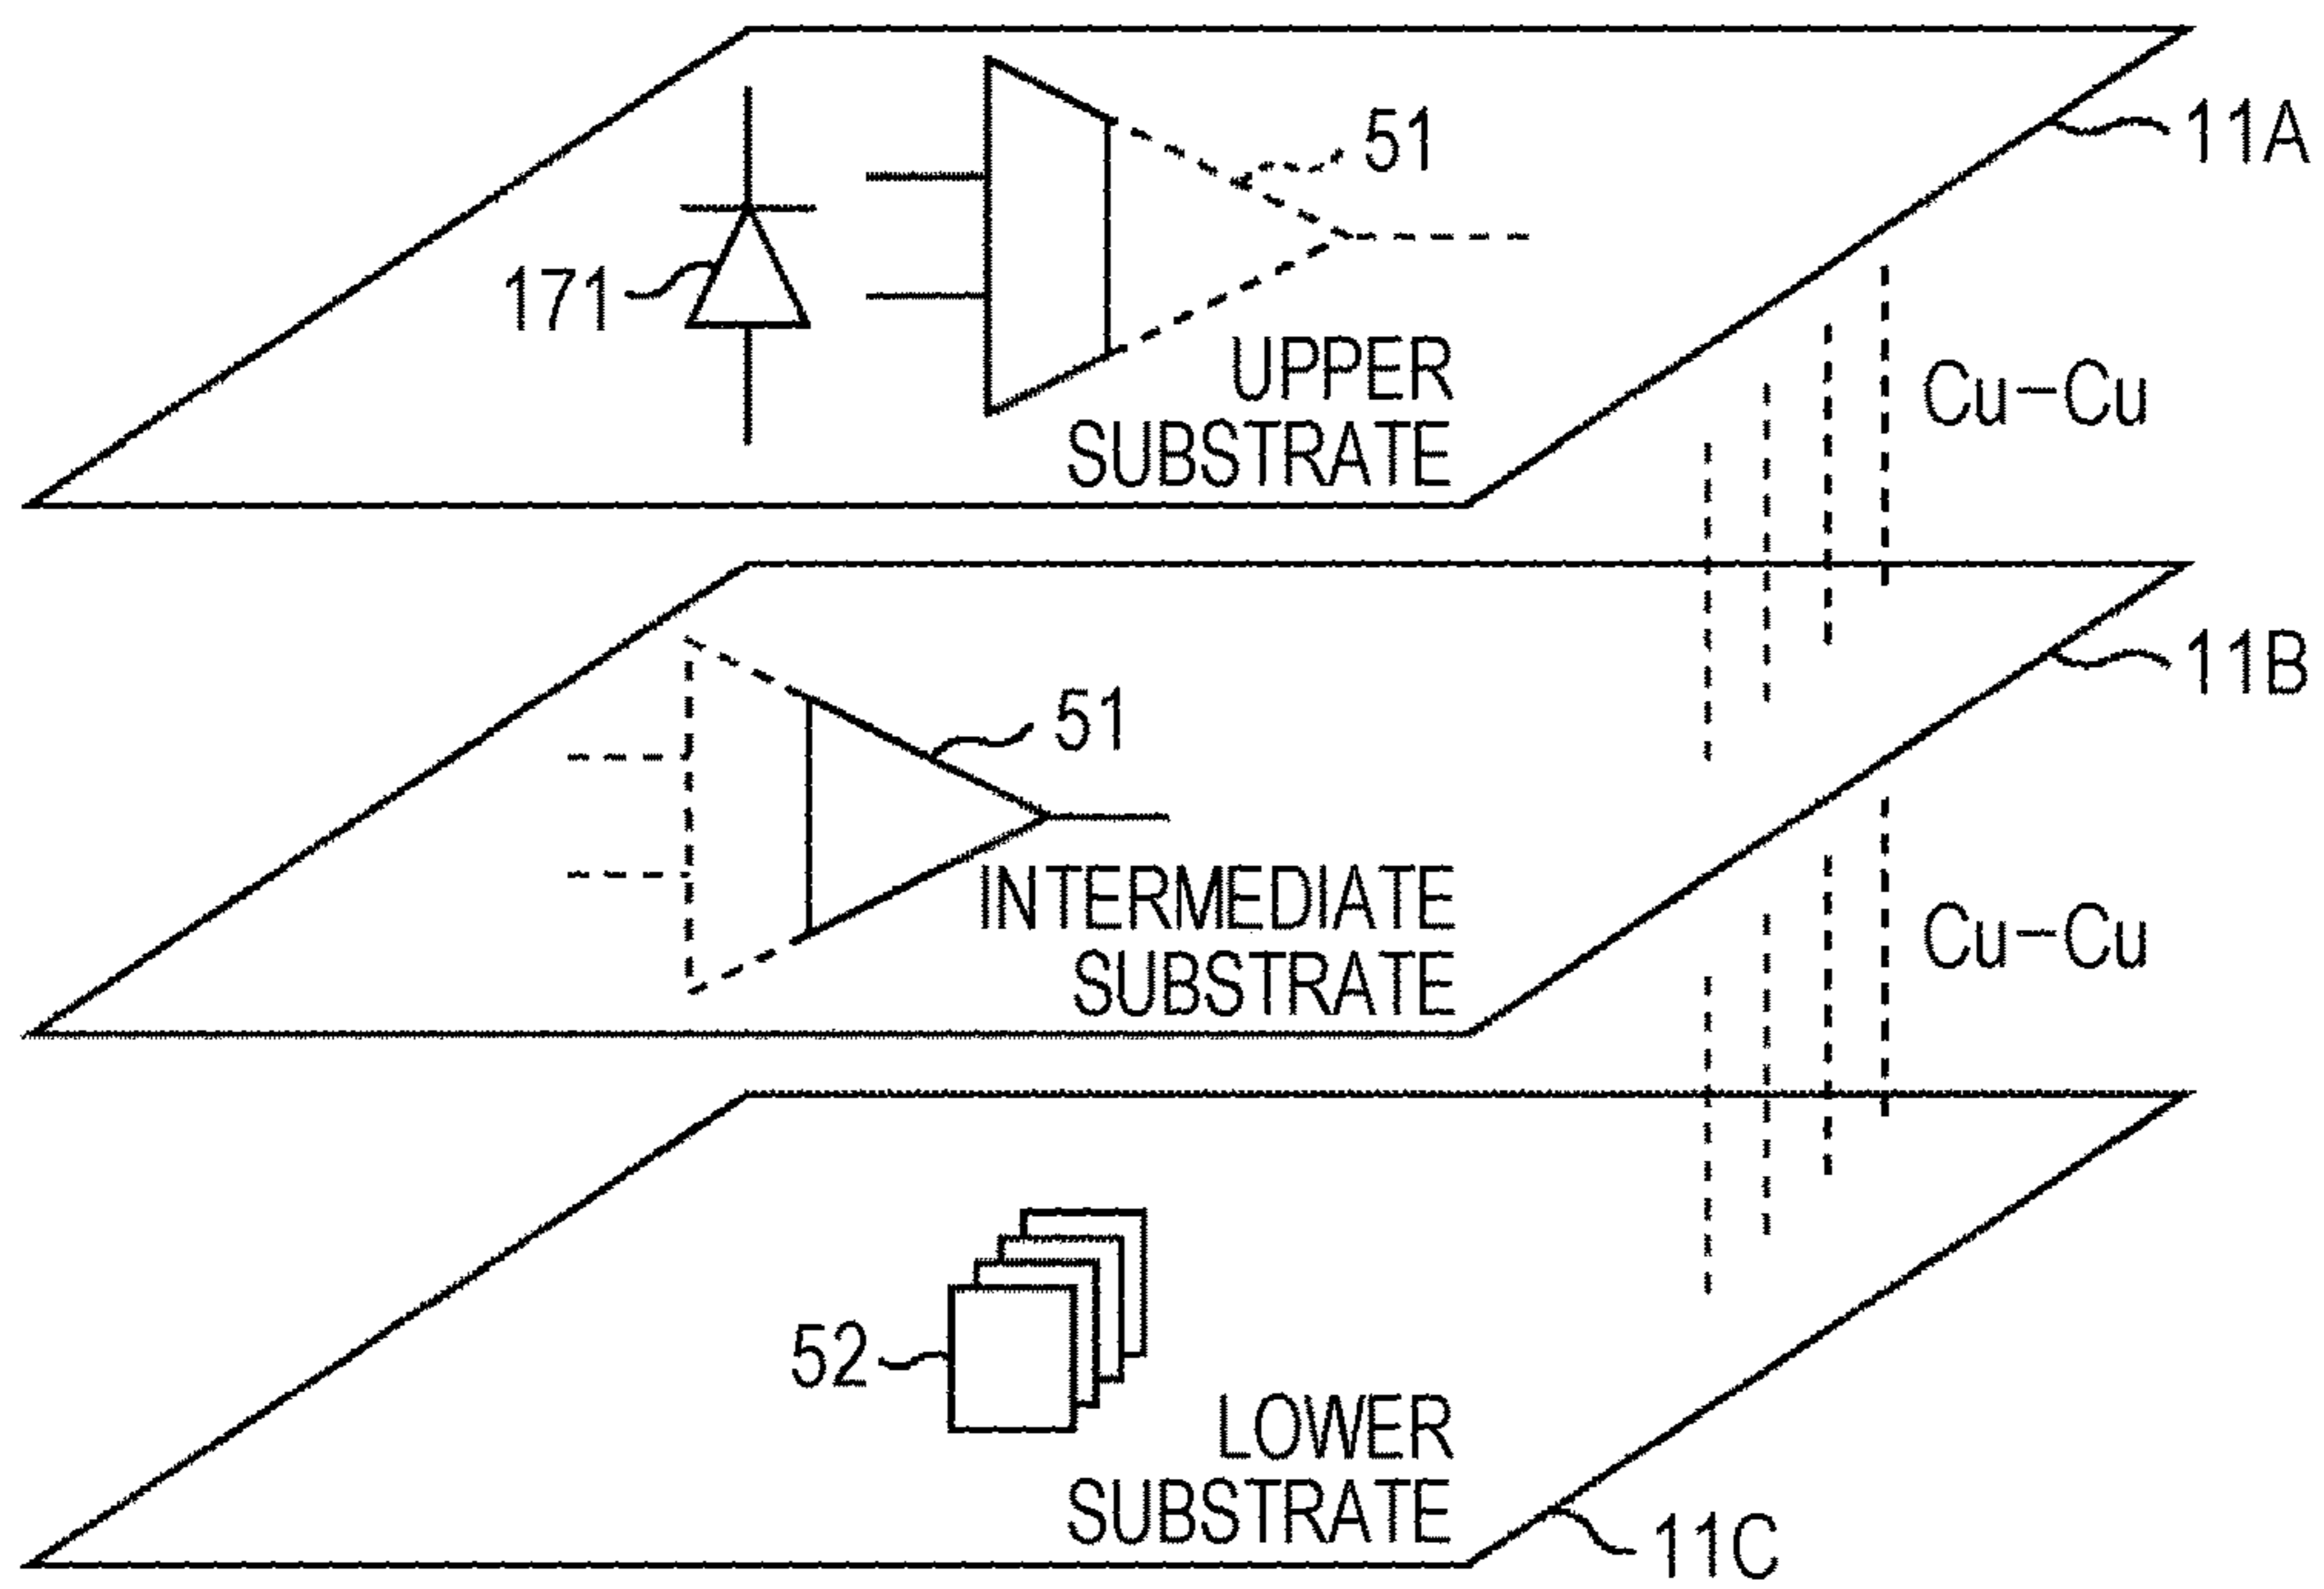 51
11A
171
UPPER
SUBSTRATE
Cu-Cu
51
11B
INTERMEDIATE
SUBSTRATE
Cu-Cu
52
LOWER
SUBSTRATE
11C